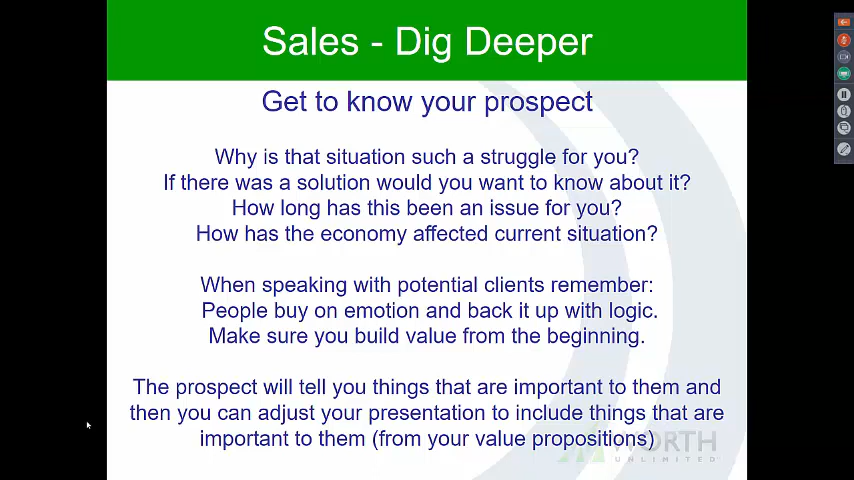 Sales - Dig Deeper
Get to know your prospect
Why is that situation such a struggle for you?
If there was a solution would you want to know about it?
How long has this been an issue for you?
How has the economy affected current situation?
When speaking with potential clients remember:
People buy on emotion and back it up with logic.
Make sure you build value from the beginning.
The prospect will tell you things that are important to them and
then you can adjust your presentation to include things that are
important to them (from your value propositions)
WORTH
UNLIMITED